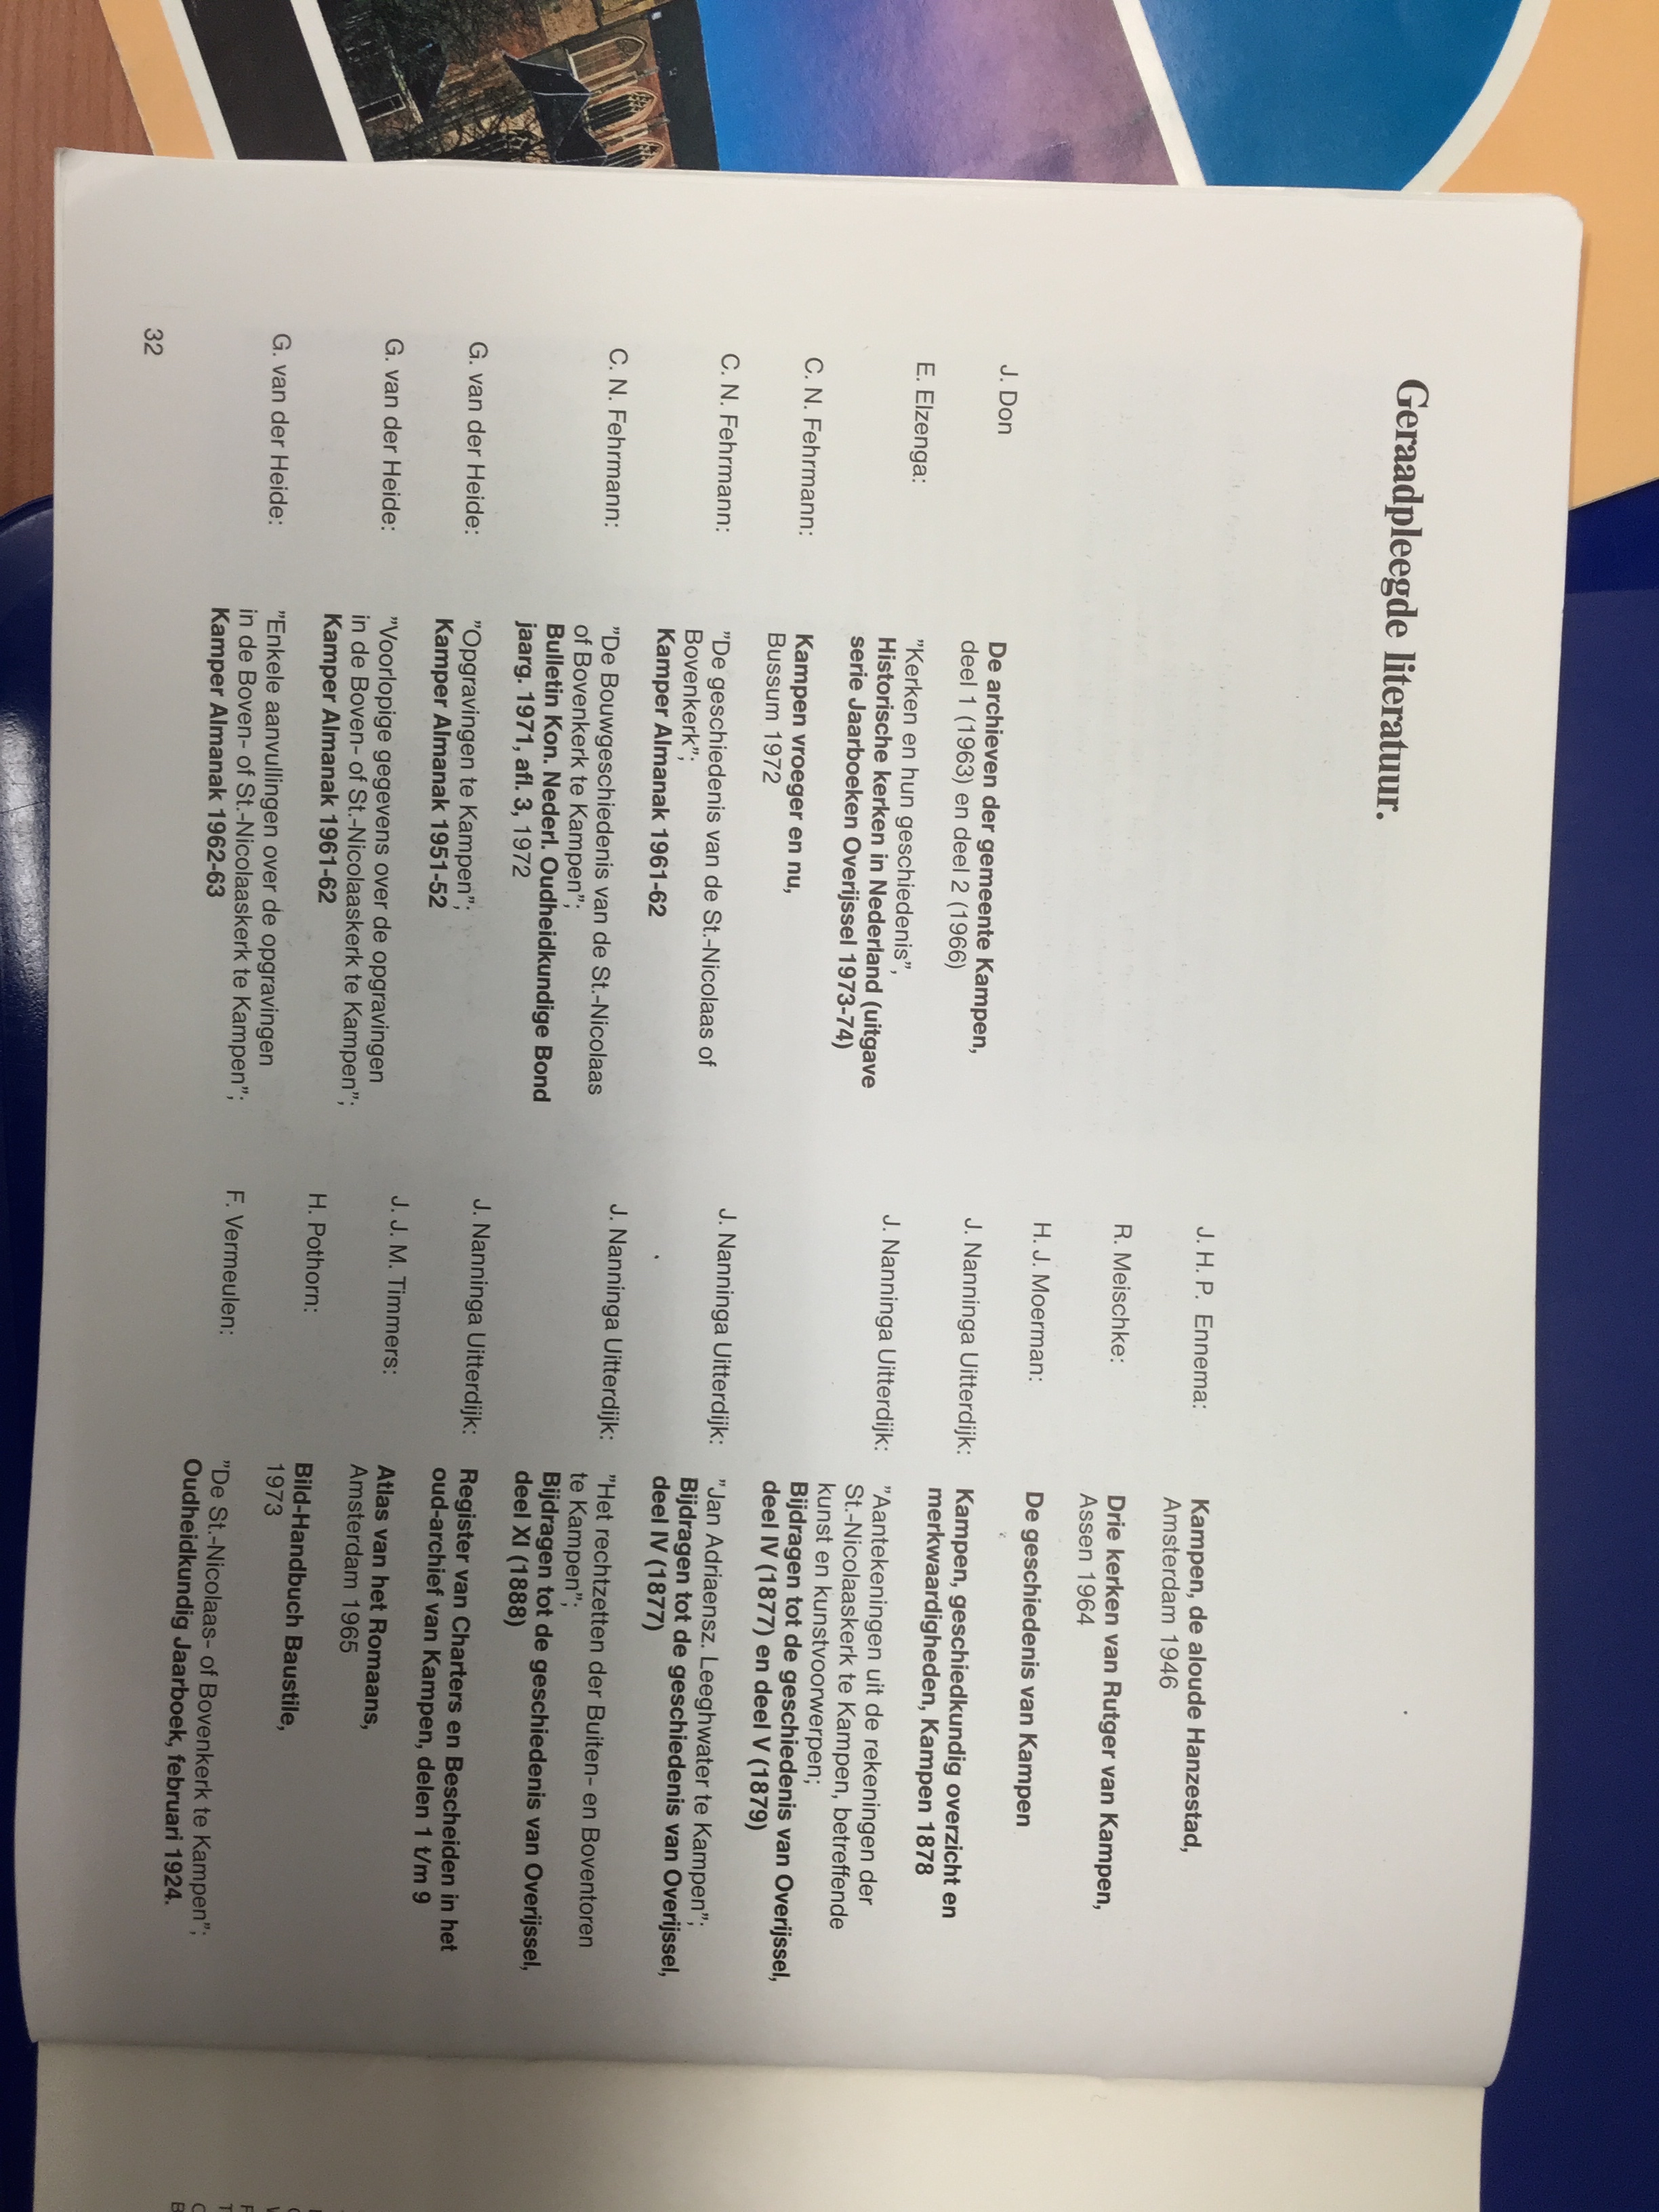 Geraadpleegde literatuur.
J. Don
De archieven der gemeente Kampen,
deel 1 (1963) en deel 2 (1966)
E. Elzenga:
”Kerken en hun geschiedenis”,
Historische kerken in Nederland (uitgave
serie Jaarboeken Overijssel 1973-74)
C. N. Fehrmann:
Kampen vroeger en nu,
Bussum 1972
C. N. Fehrmann:
”De geschiedenis van de St.-Nicolaas of
Bovenkerk”;
Kamper Almanak 1961-62
C. N. Fehrmann:
”De Bouwgeschiedenis van de St.-Nicolaas
of Bovenkerk te Kampen”;
Bulletin Kon. Nederl. Oudheidkundige Bond
jaarg. 1971, afl. 3, 1972
G. van der Heide:
”Opgravingen te Kampen”;
Kamper Almanak 1951-52
G. van der Heide:
”Voorlopige gegevens over de opgravingen
in de Boven- of St.-Nicolaaskerk te Kampen”;
Kamper Almanak 1961-62
G. van der Heide:
”Enkele aanvullingen over de opgravingen
in de Boven- of St.-Nicolaaskerk te Kampen”;
Kamper Almanak 1962-63
32
J. H. P. Ennema:
Kampen, de aloude Hanzestad,
Amsterdam 1946
R. Meischke:
Drie kerken van Rutger van Kampen,
Assen 1964
H. J. Moerman:
De geschiedenis van Kampen
J. Nanninga Uitterdijk:
Kampen, geschiedkundig overzicht en
merkwaardigheden, Kampen 1878
J. Nanninga Uitterdijk:
”Aantekeningen uit de rekeningen der
St.-Nicolaaskerk te Kampen, betreffende
kunst en kunstvoorwerpen;
Bijdragen tot de geschiedenis van Overijssel,
deel IV (1877) en deel V (1879)
J. Nanninga Uitterdijk:
”Jan Adriaensz. Leeghwater te Kampen”;
Bijdragen tot de geschiedenis van Overijssel,
deel IV (1877)
J. Nanninga Uitterdijk:
”Het rechtzetten der Buiten- en Boventoren
te Kampen”;
Bijdragen tot de geschiedenis van Overijssel,
deel XI (1888)
J. Nanninga Uitterdijk:
Register van Charters en Bescheiden in het
oud-archief van Kampen, delen 1 t/m 9
J. J. M. Timmers:
Atlas van het Romaans,
Amsterdam 1965
H. Pothorn:
Bild-Handbuch Baustile,
1973
F. Vermeulen:
”De St.-Nicolaas- of Bovenkerk te Kampen”;
Oudheidkundig Jaarboek, februari 1924.